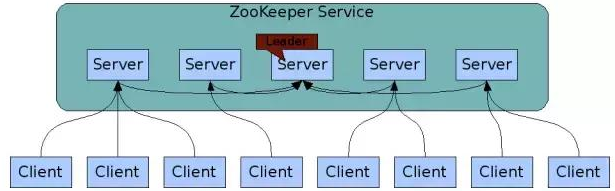 ZooKeeper Service
Leader
Server Server Server Server Server
Client Client Client Client Client Client Client Client